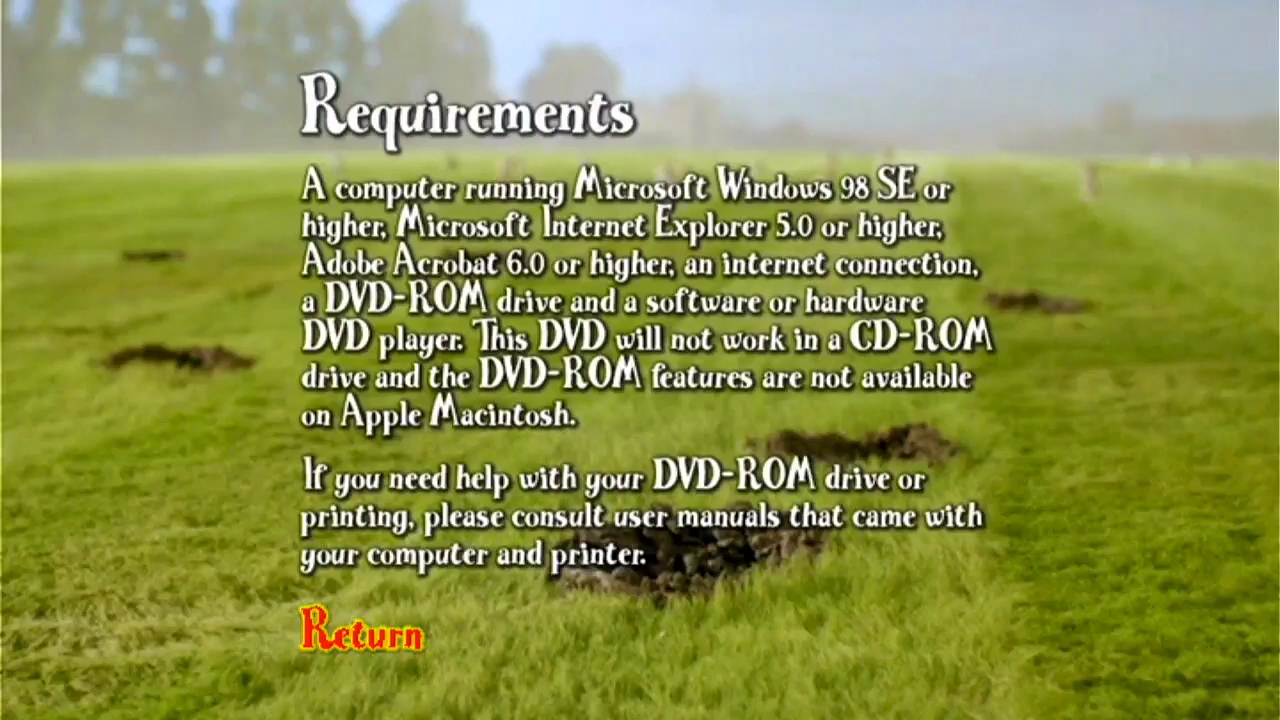 Requirements
A computer running Microsoft Windows 98 SE or
higher, Microsoft Internet Explorer 5.0 or higher,
Adobe Acrobat 6.0 or higher, an internet connection,
a DVD-ROM drive and a software or hardware
DVD player. This DVD will not work in a CD-ROM
drive and the DVD-ROM features are not available
on Apple Macintosh.
If you need help with your DVD-ROM drive or
printing, please consult user manuals that came with
your computer and printer.
Return